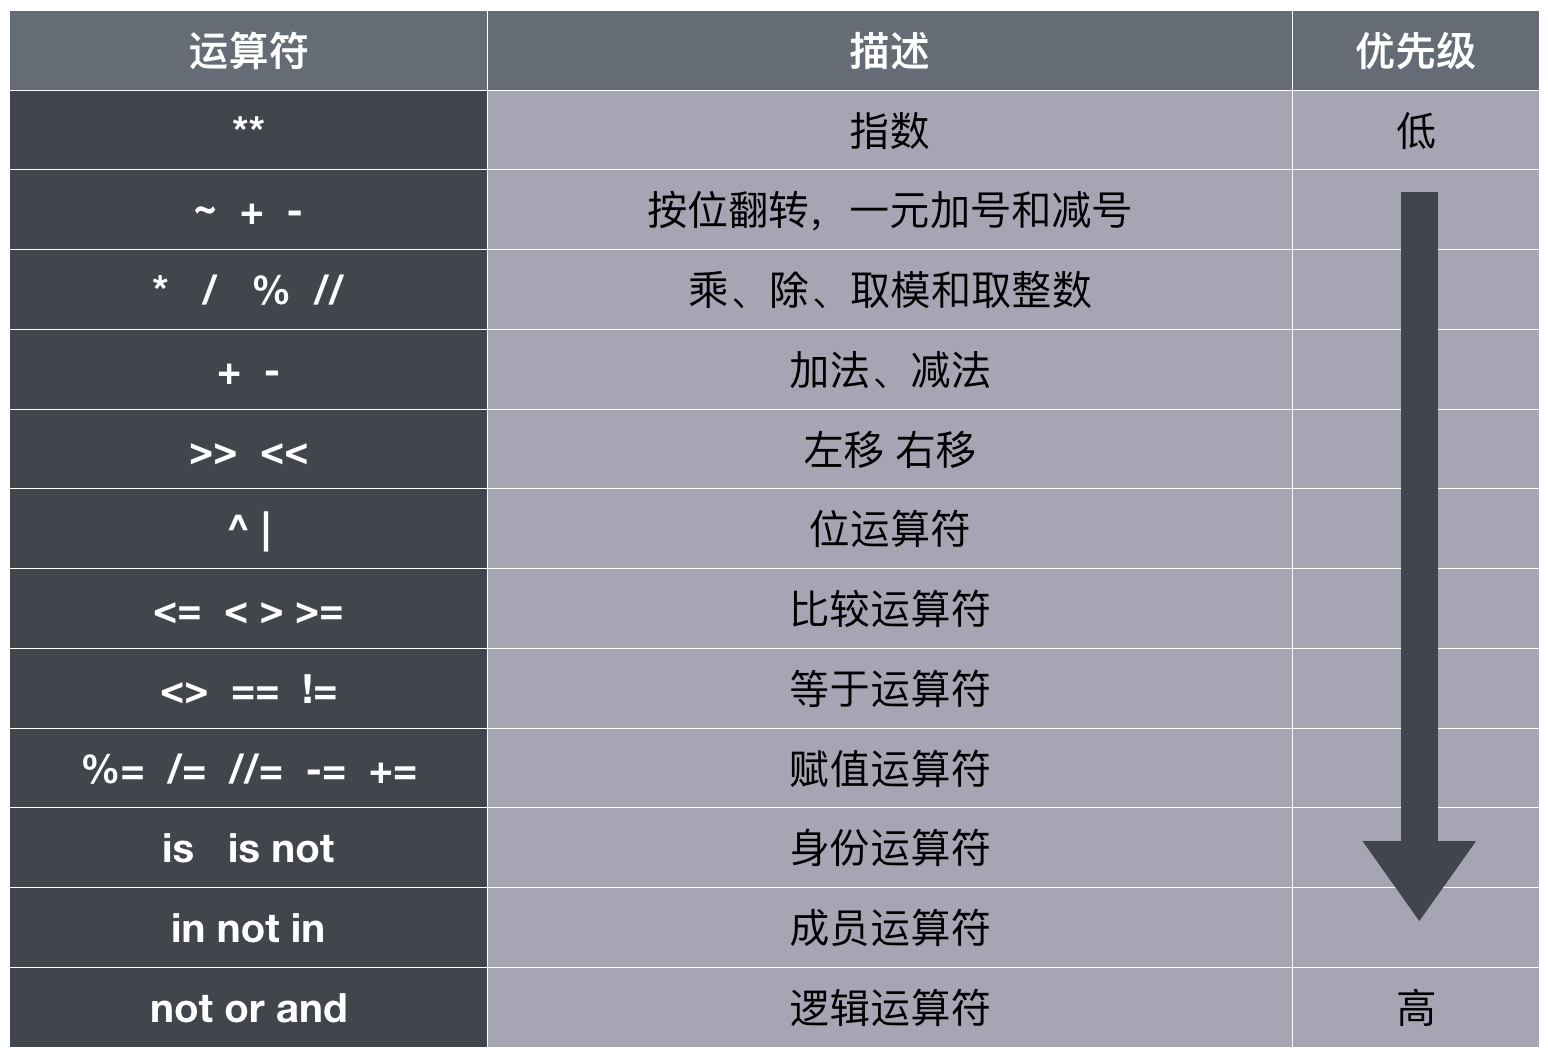 运算符 描述 优先级
** 指数 低
~ + - 按位翻转，一元加号和减号
* / % // 乘、除、取模和取整数
+ - 加法、减法
>> << 左移 右移
^ | 位运算符
<= < > >= 比较运算符
<> == != 等于运算符
%= /= //= -= += 赋值运算符
is is not 身份运算符
in not in 成员运算符
not or and 逻辑运算符 高